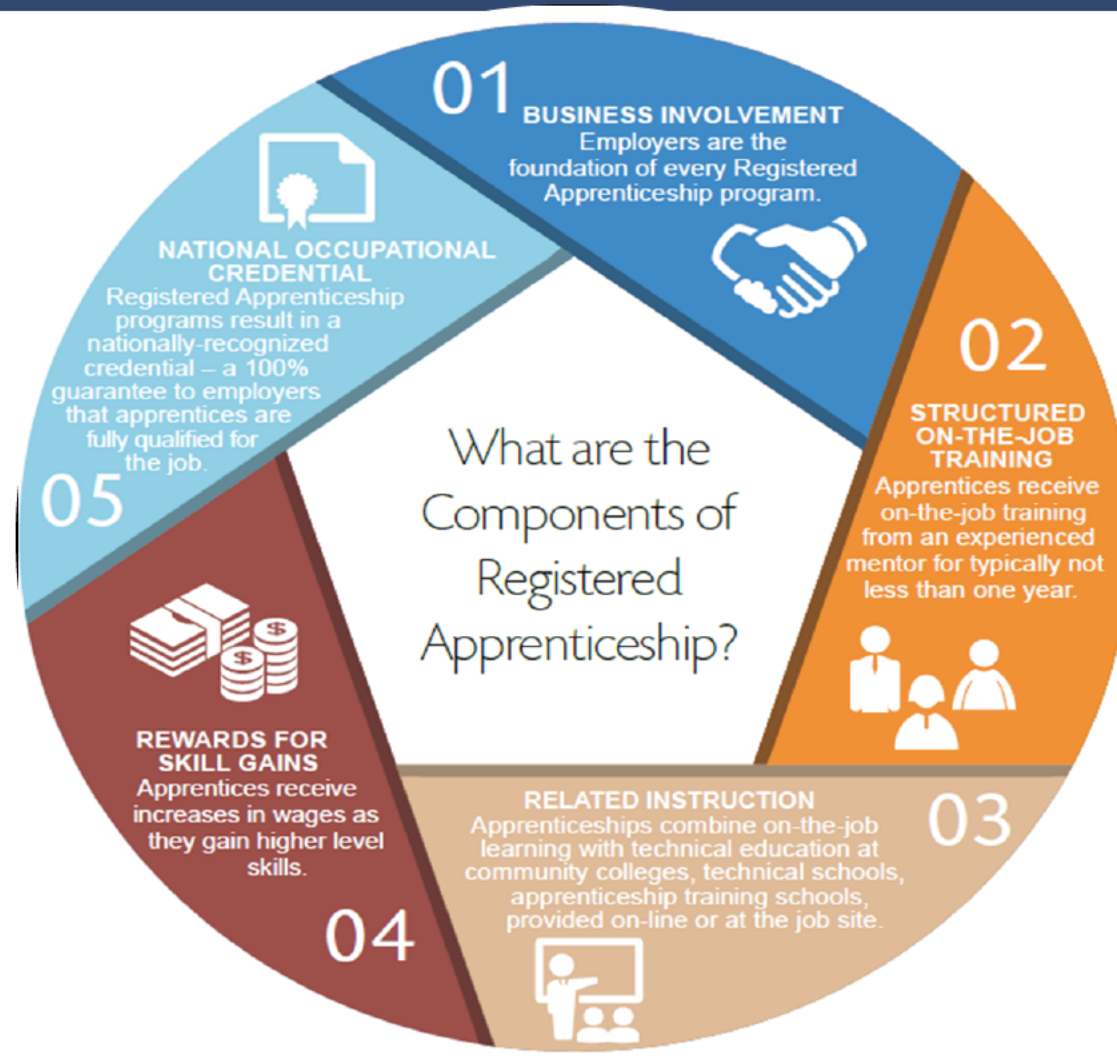 What are the
Components of
Registered
Apprenticeship?
01
BUSINESS INVOLVEMENT
Employers are the
foundation of every Registered
Apprenticeship program.
02
STRUCTURED
ON-THE-JOB
TRAINING
Apprentices receive
on-the-job training
from an experienced
mentor for typically not
less than one year.
03
RELATED INSTRUCTION
Apprenticeships combine on-the-job
learning with technical education at
community colleges, technical schools,
apprenticeship training schools,
provided on-line or at the job site.
04
REWARDS FOR
SKILL GAINS
Apprentices receive
increases in wages as
they gain higher level
skills.
$
$
05
NATIONAL OCCUPATIONAL
CREDENTIAL
Registered Apprenticeship
programs result in a
nationally-recognized
credential – a 100%
guarantee to employers
that apprentices are
fully qualified for
the job.